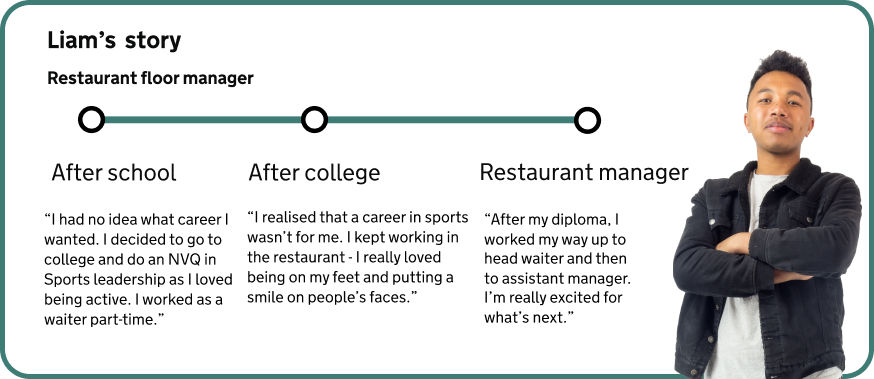 Liam's story
Restaurant floor manager
After school
“I had no idea what career I
wanted. I decided to go to
college and do an NVQ in
Sports leadership as I loved
being active. I worked as a
waiter part-time.”
After college
“I realised that a career in sports
wasn’t for me. I kept working in
the restaurant - I really loved
being on my feet and putting a
smile on people’s faces.”
Restaurant manager
“After my diploma, I
worked my way up to
head waiter and then
to assistant manager.
I’m really excited for
what’s next.”